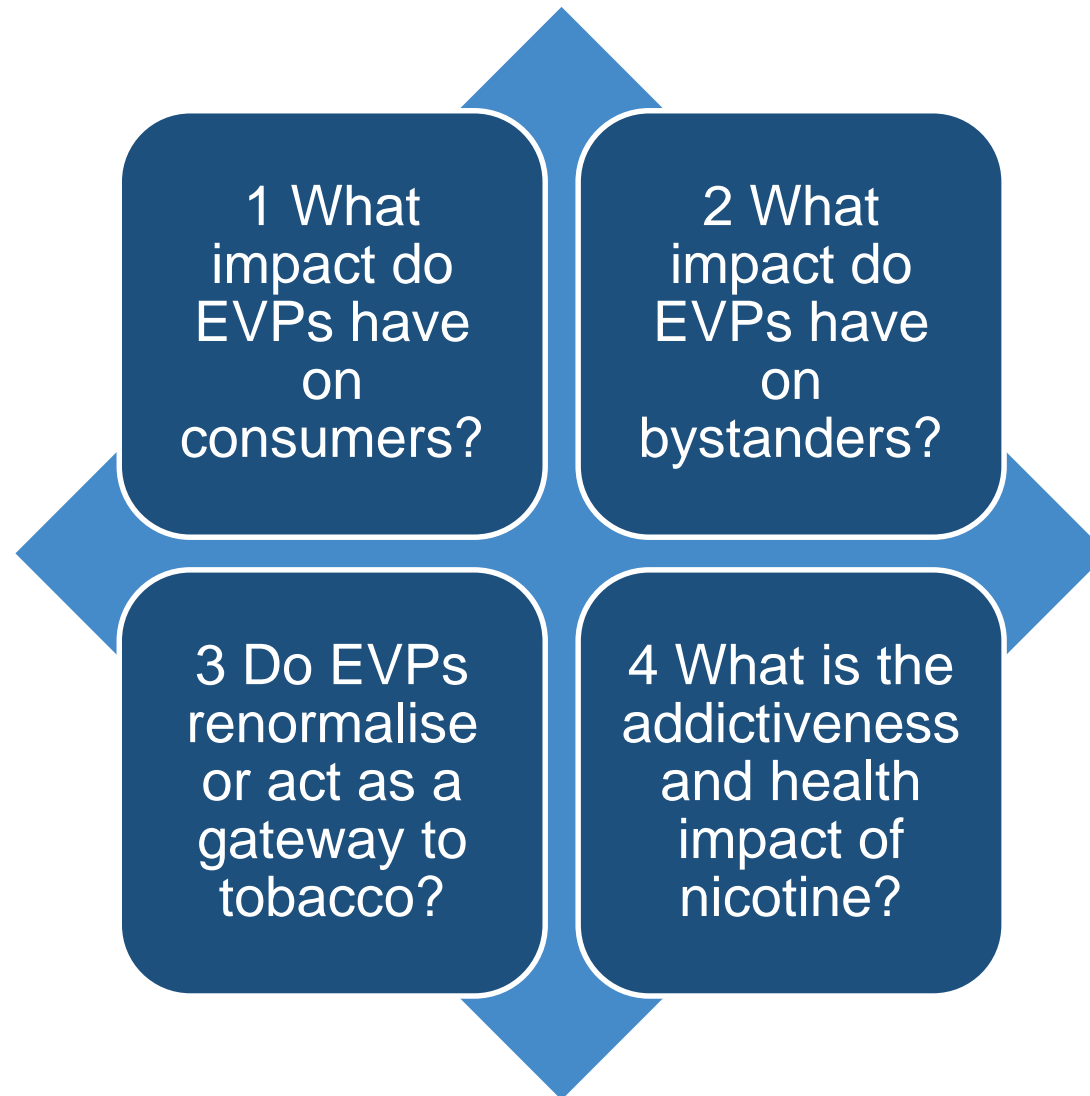 1 What
impact do
EVPs have
on
consumers?
2 What
impact do
EVPs have
on
bystanders?
3 Do EVPs
renormalise
or act as a
gateway to
tobacco?
4 What is the
addictiveness
and health
impact of
nicotine?